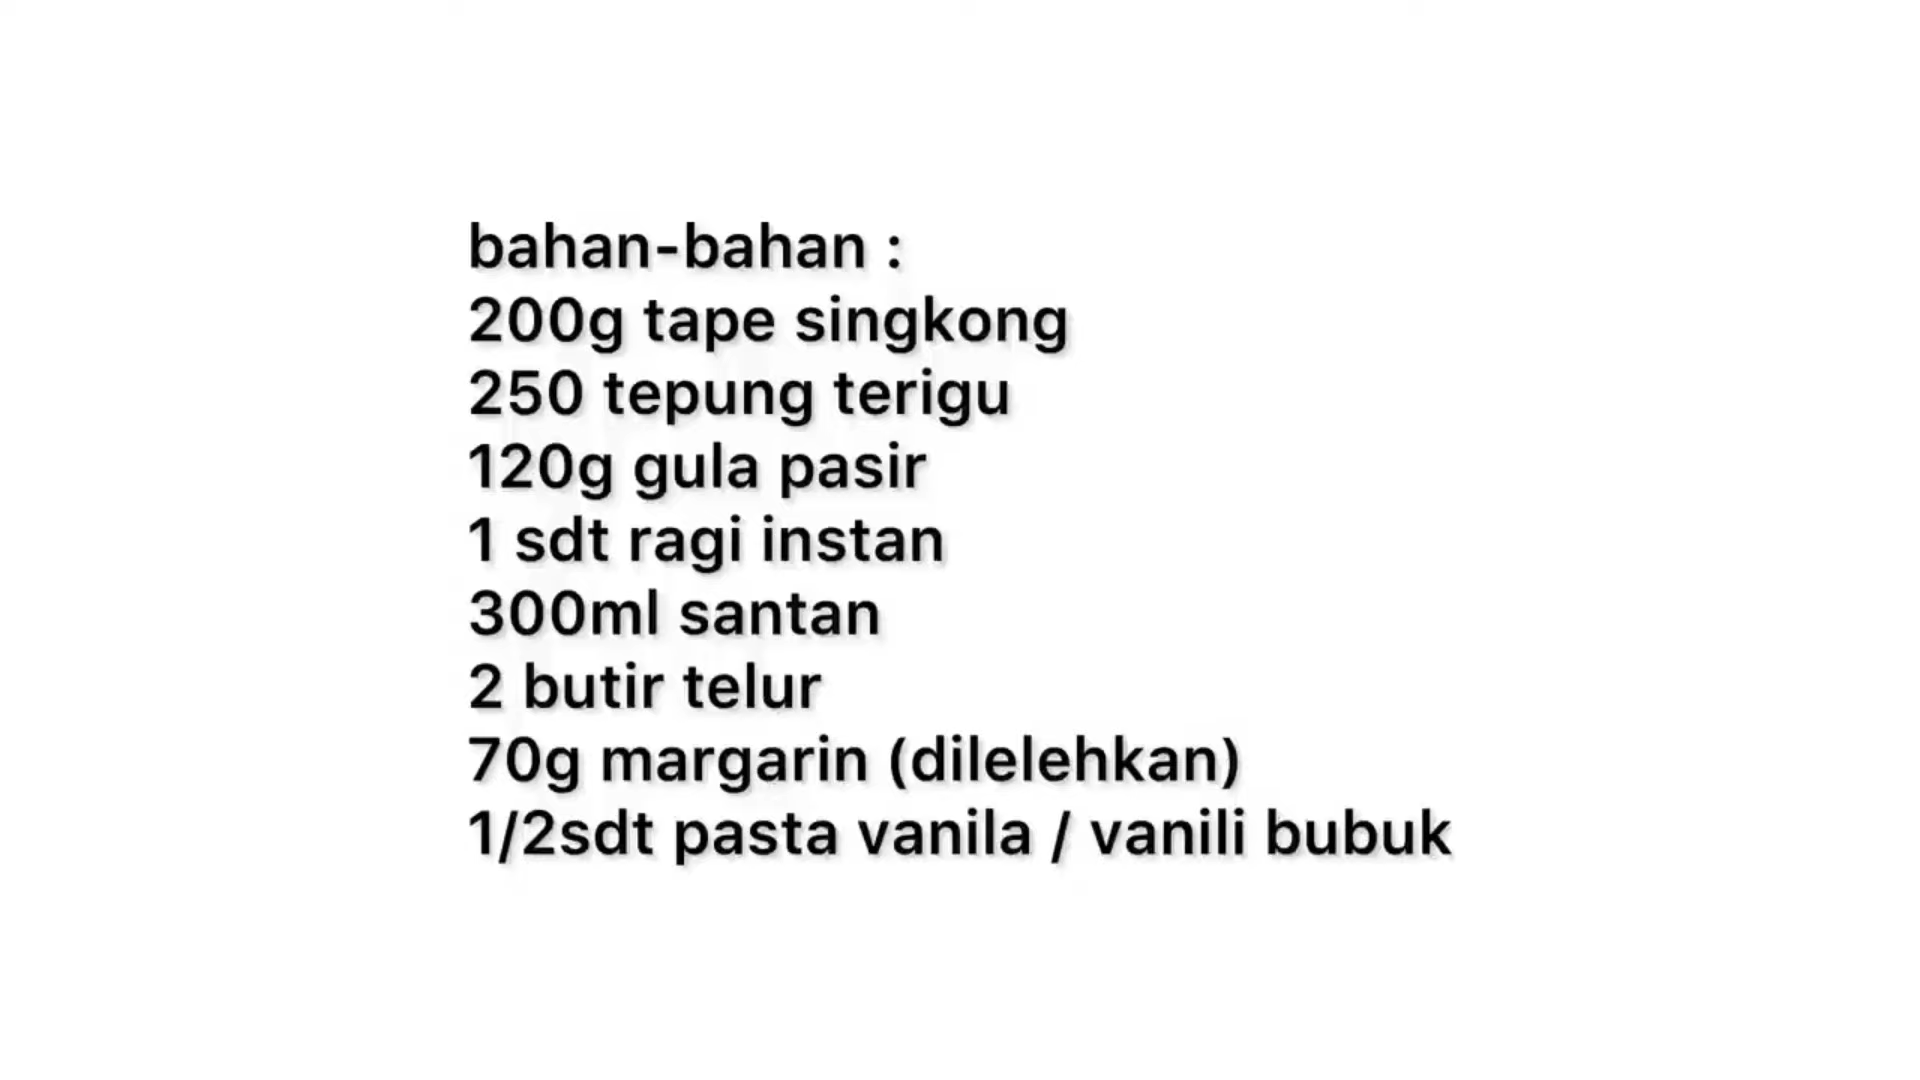 bahan-bahan :
200g tape singkong
250 tepung terigu
120g gula pasir
1 sdt ragi instan
300ml santan
2 butir telur
70g margarin (dilelehkan)
1/2sdt pasta vanila / vanili bubuk